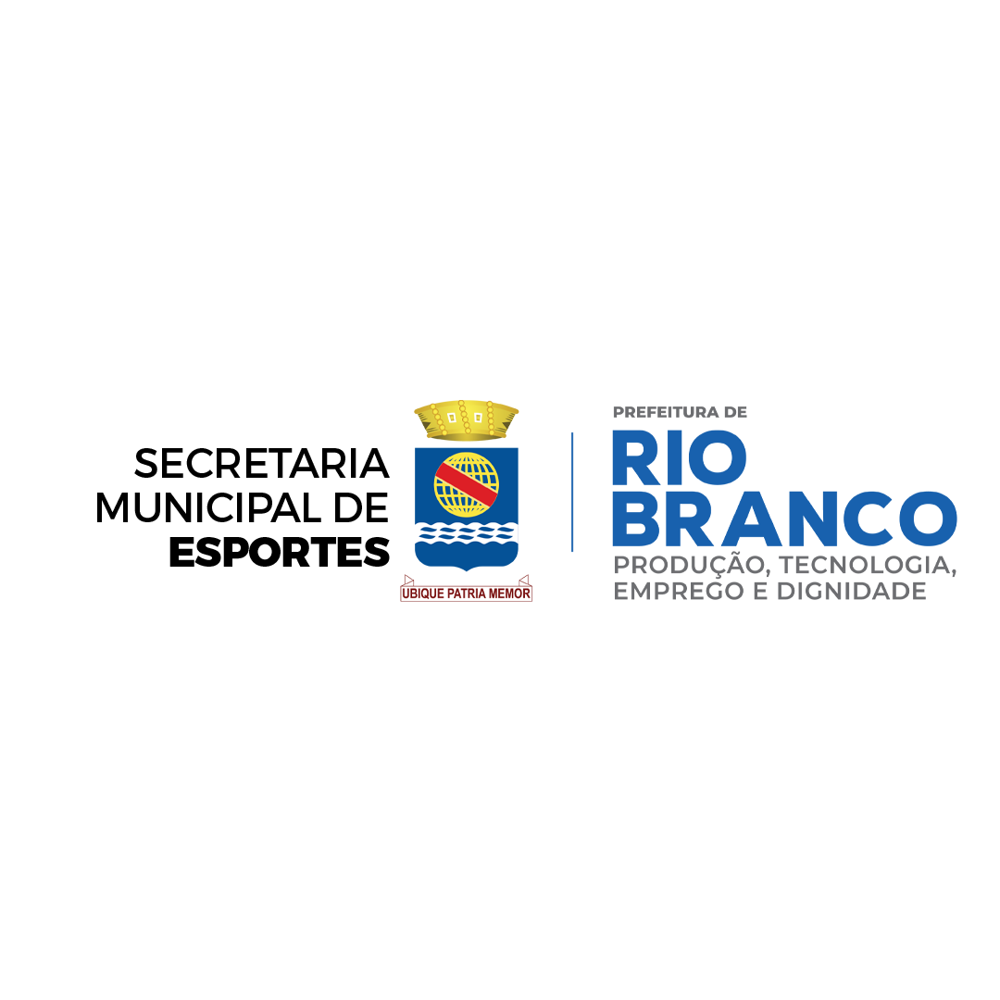 SECRETARIA
MUNICIPAL DE
ESPORTES
UBIQUE PATRIA MEMOR
PREFEITURA DE
RIO
BRANCO
PRODUÇÃO, TECNOLOGIA,
EMPREGO E DIGNIDADE